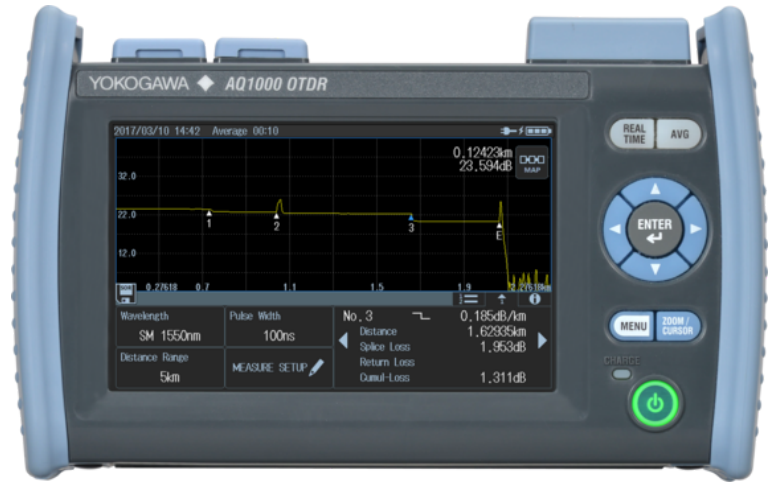 YOKOGAWA ◆ AQ1000 OTDR
2017/03/10 14:42 Average 00:10
0.12423km
23.594dB
MAP
32.0
22.0
12.0
1
2
3
E
0.27618 0.7 1.1 1.5 1.9 2.27618km
Wavelength
SM 1550nm
Pulse Width
100ns
Distance Range
5km
MEASURE SETUP
No. 3 0.185dB/km
Distance 1.62935km
Splice Loss 1.953dB
Return Loss
Cumul-Loss 1.311dB
REAL TIME
AVG
ENTER
MENU
ZOOM/
CURSOR
CHARGE